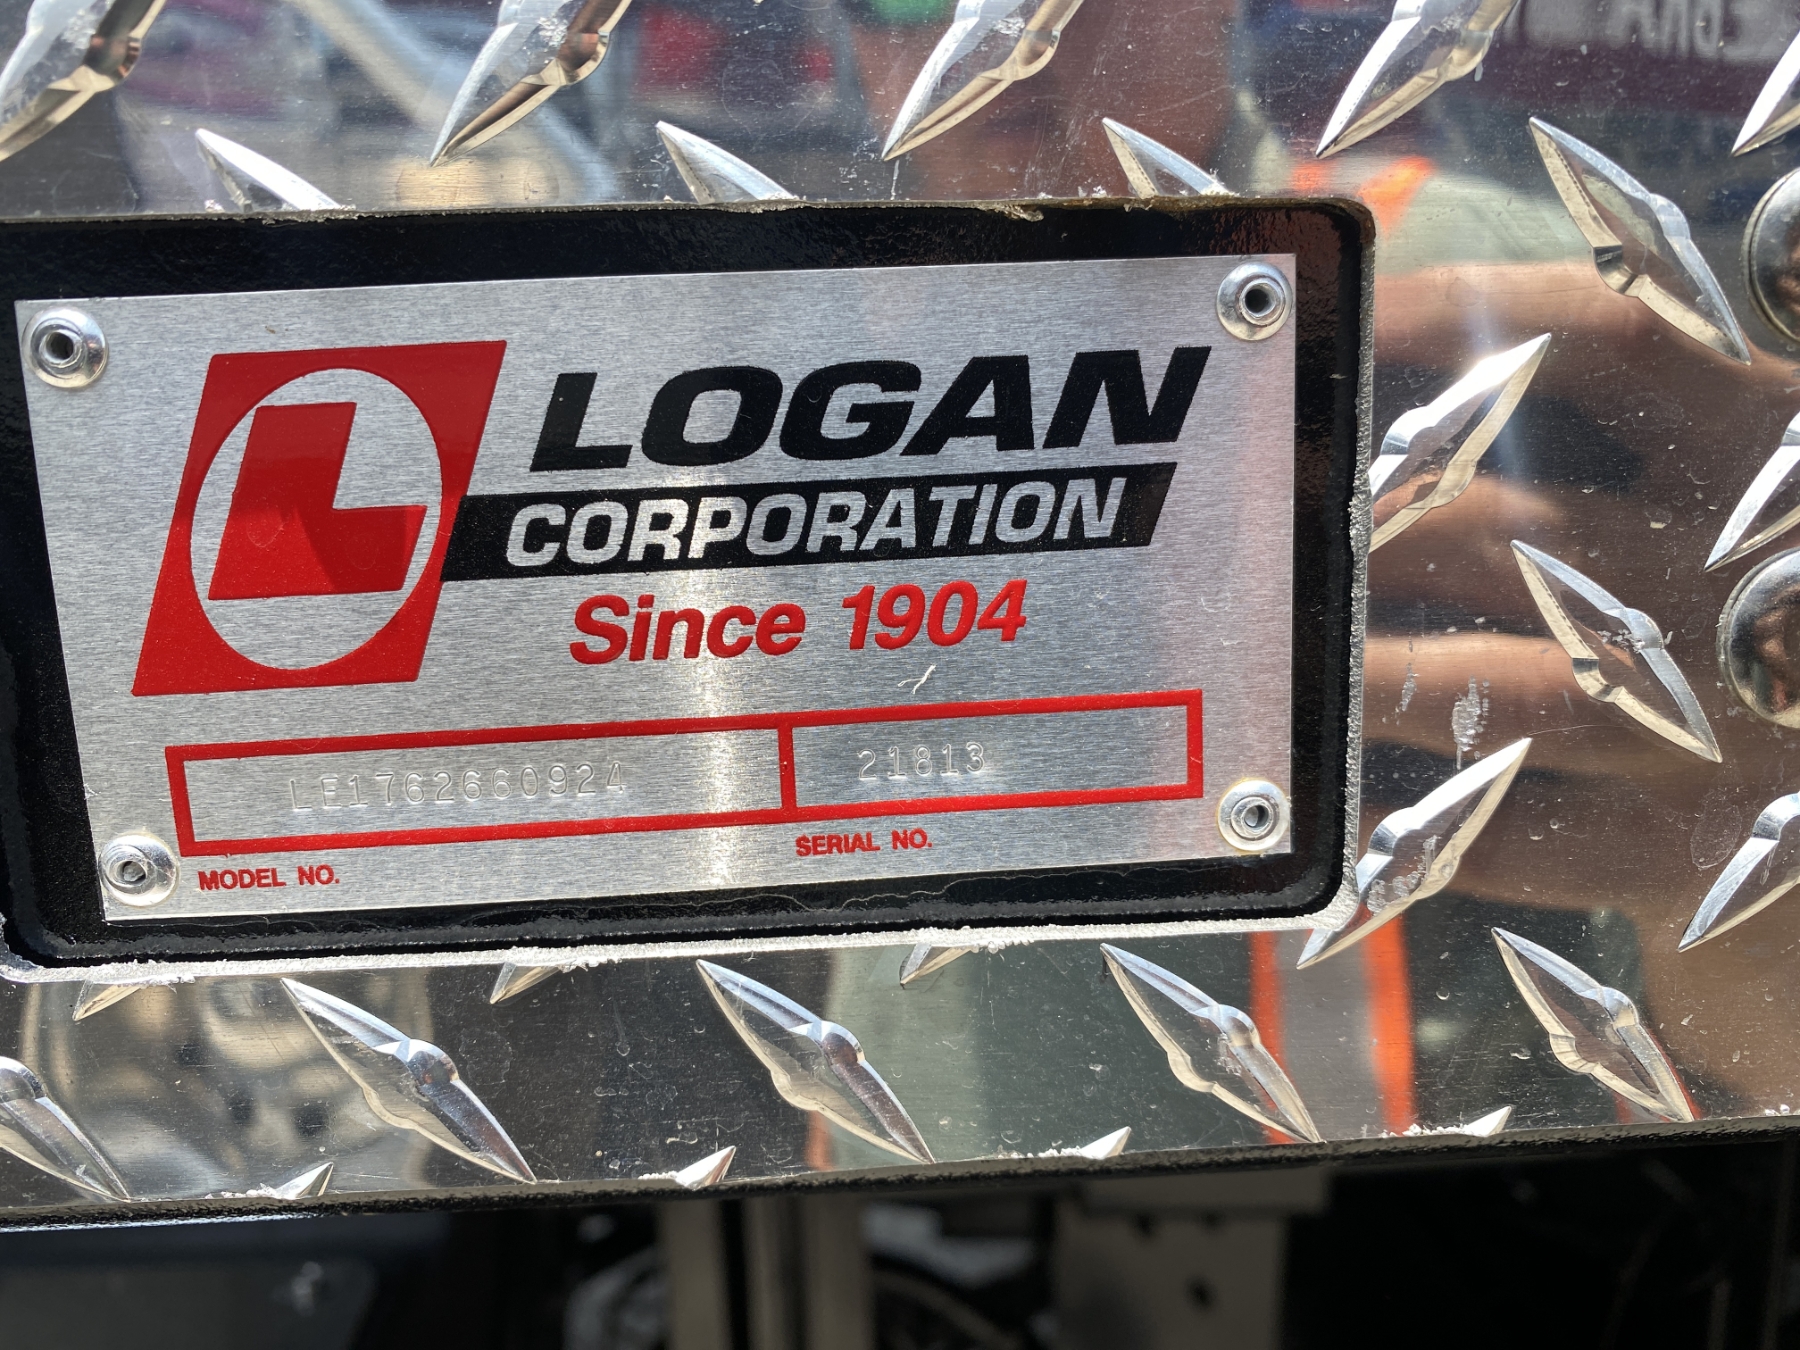 L
LOGAN
CORPORATION
Since 1904
LE1762660924
21813
MODEL NO.
SERIAL NO.